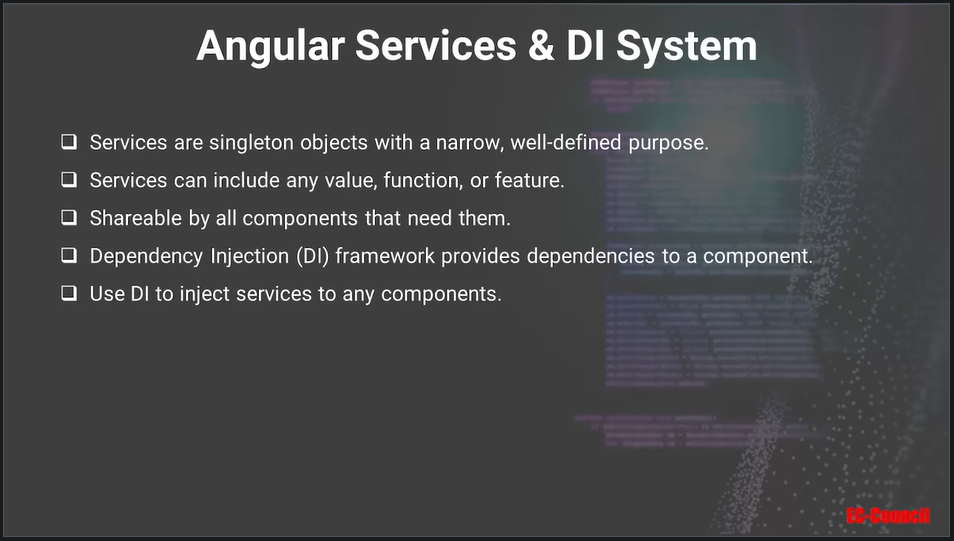 Angular Services & DI System
❑ Services are singleton objects with a narrow, well-defined purpose.
❑ Services can include any value, function, or feature.
❑ Shareable by all components that need them.
❑ Dependency Injection (DI) framework provides dependencies to a component.
❑ Use DI to inject services to any components.
EC-Council